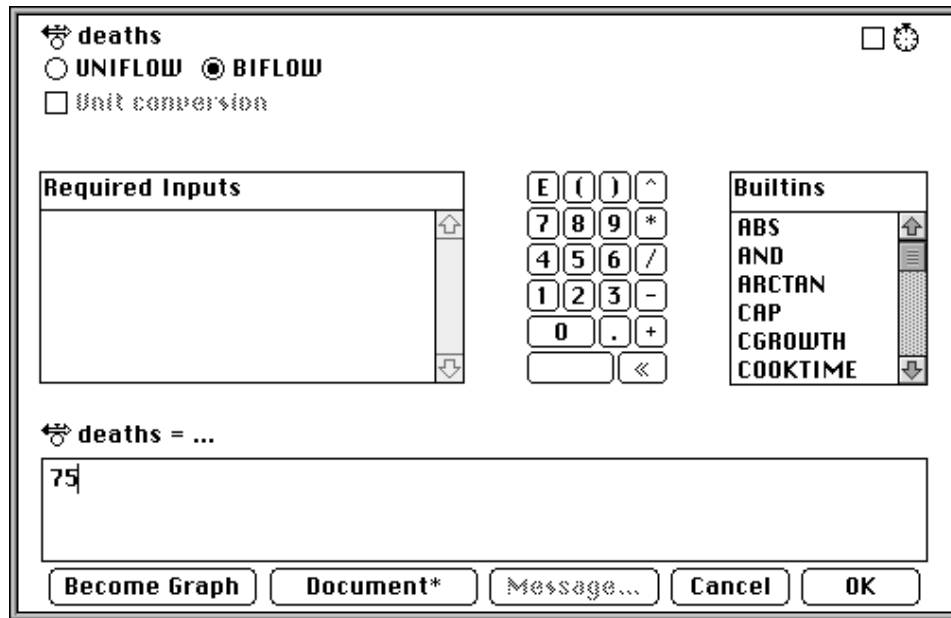 deaths
UNIFLOW BIFLOW
Unit conversion
Required Inputs
E ( ) ^
7 8 9 *
4 5 6 /
1 2 3 -
0 . +
«
Builtins
ABS
AND
ARCTAN
CAP
CGROWTH
COOKTIME
deaths = ...
75
Become Graph Document* Message... Cancel OK